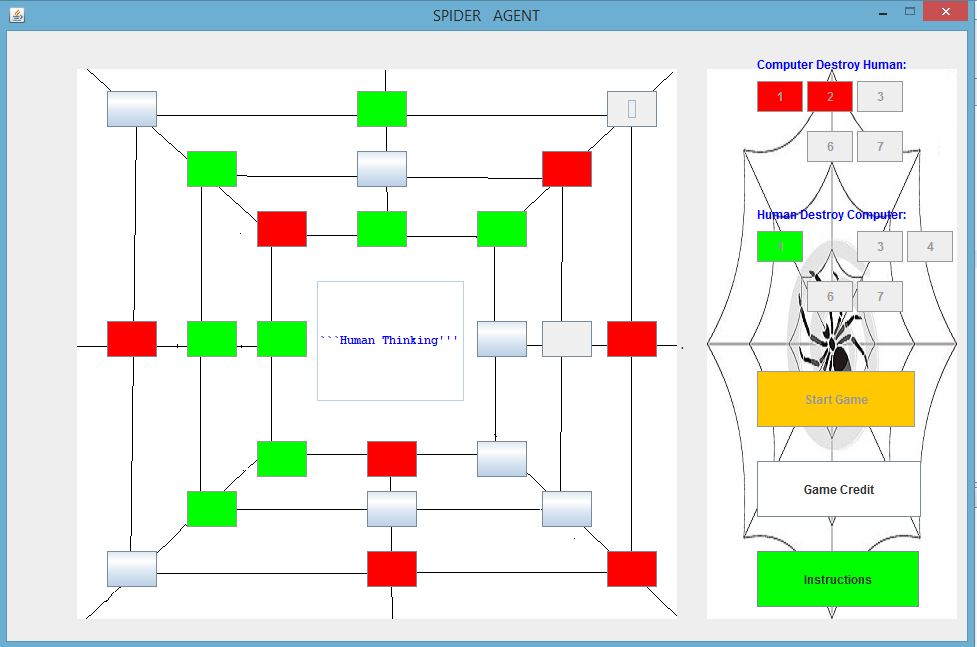 SPIDER AGENT
Computer Destroy Human:
1 2 3
6 7
Human Destroy Computer:
1 3 4
6 7
```Human Thinking'''
Start Game
Game Credit
Instructions